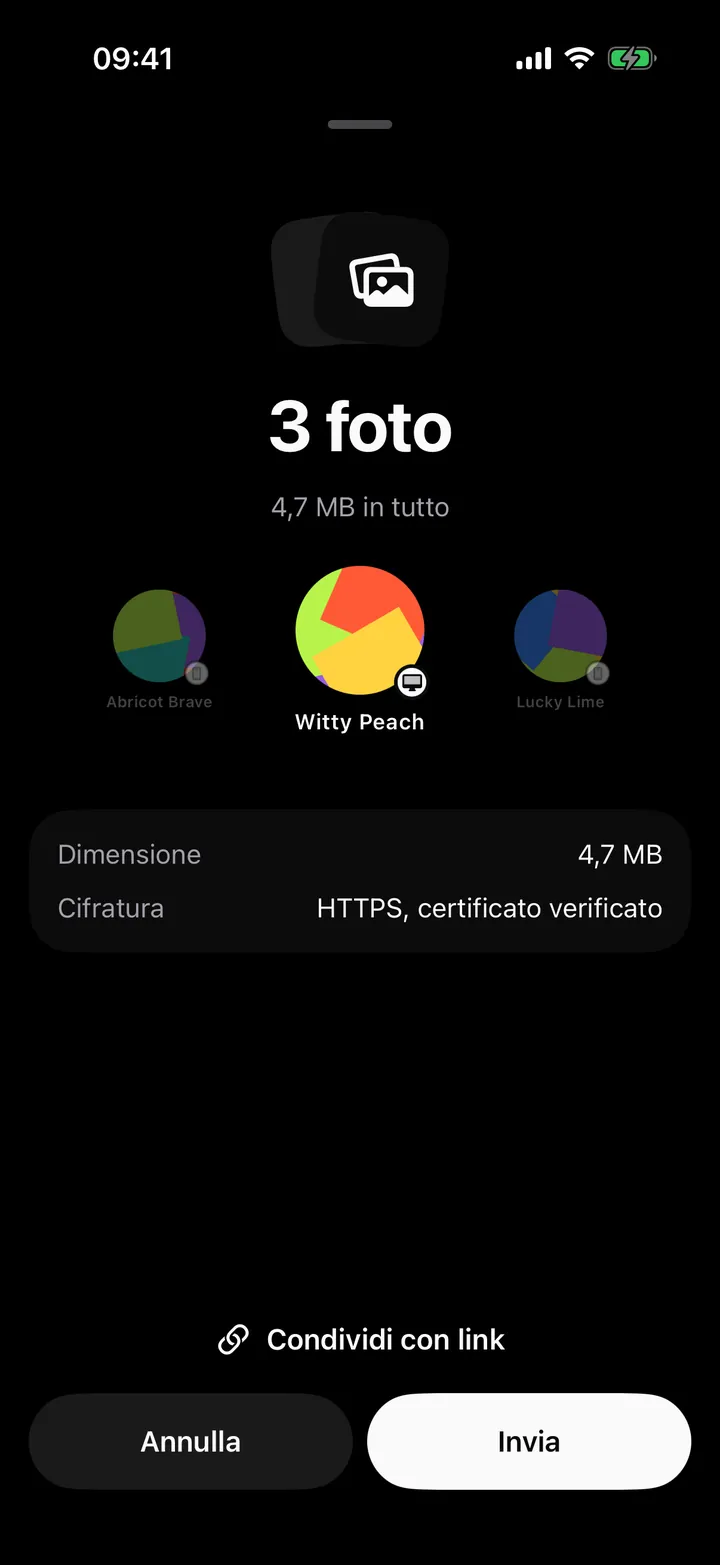 09:41
3 foto
4,7 MB in tutto
Abricot Brave
Witty Peach
Lucky Lime
Dimensione 4,7 MB
Cifratura HTTPS, certificato verificato
Condividi con link
Annulla Invia